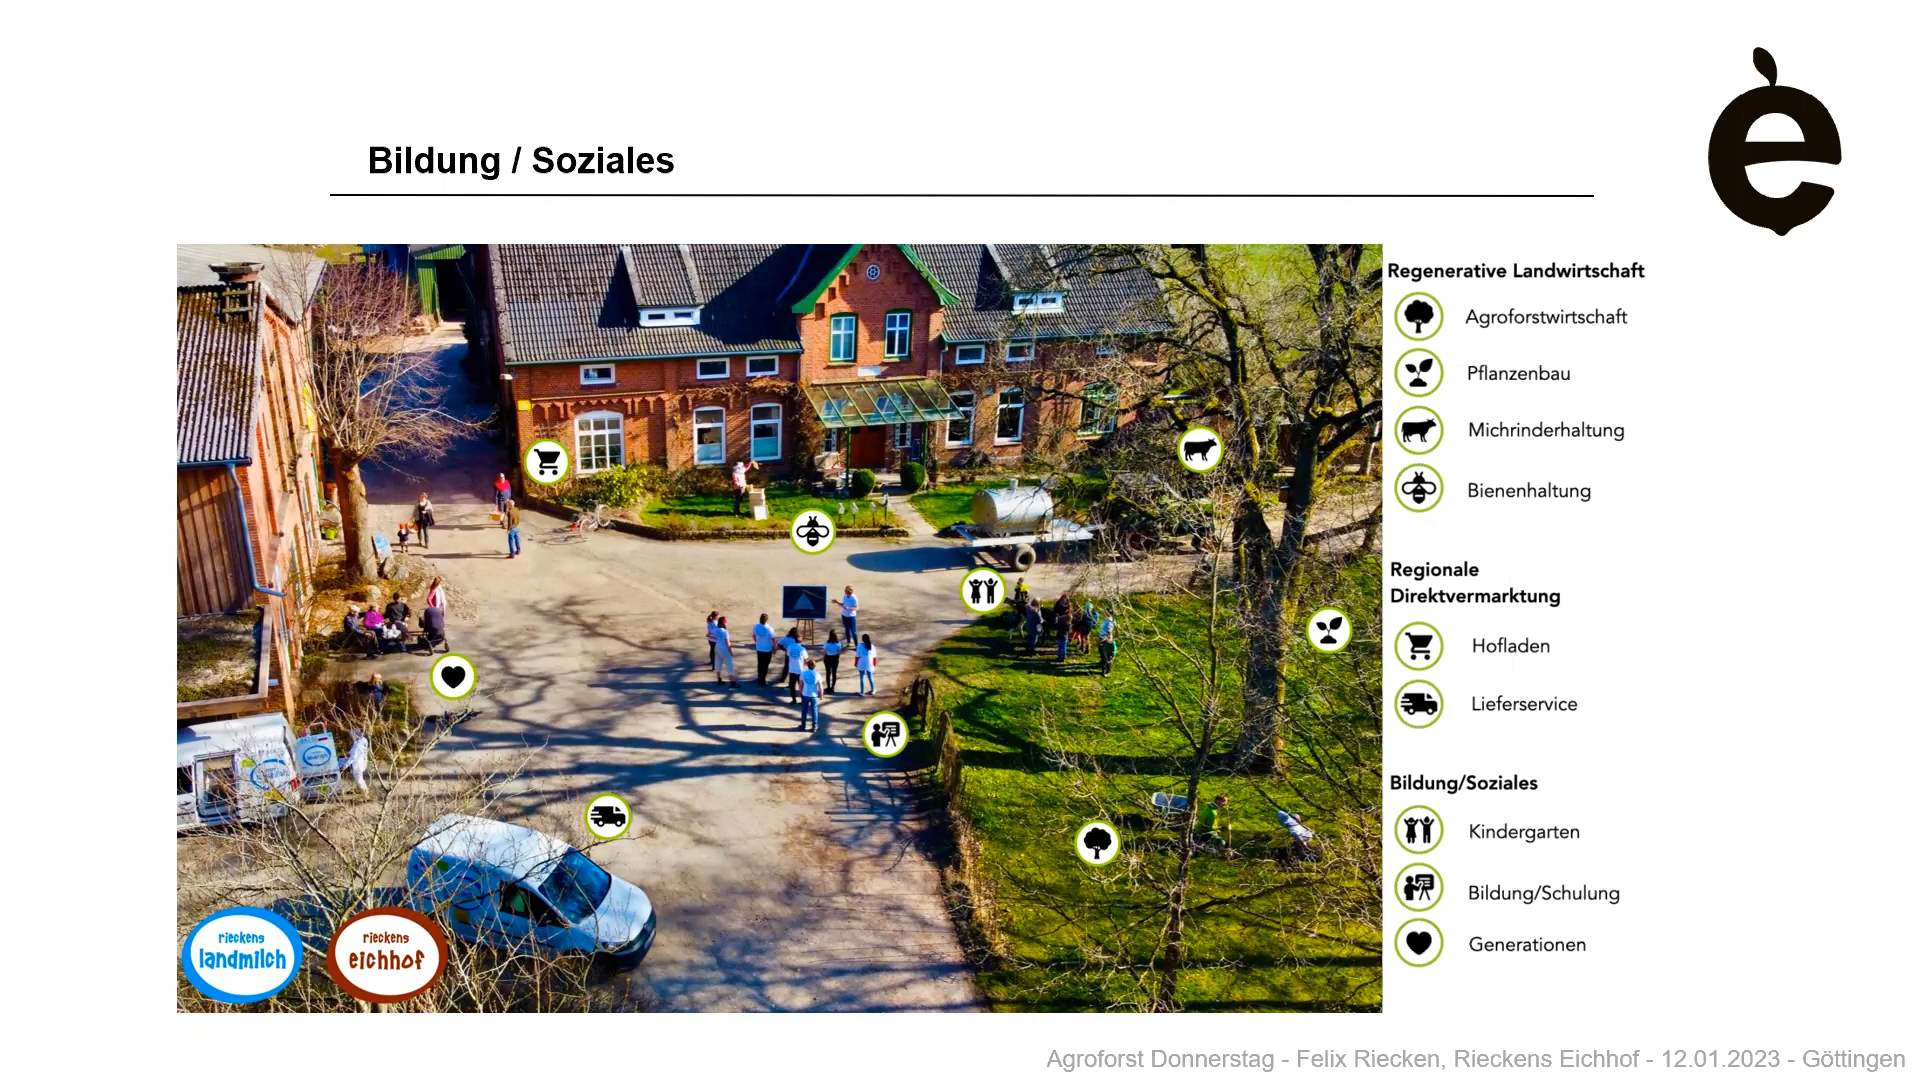 Bildung / Soziales
Regenerative Landwirtschaft
Agroforstwirtschaft
Pflanzenbau
Michrinderhaltung
Bienenhaltung
Regionale
Direktvermarktung
Hofladen
Lieferservice
Bildung/Soziales
Kindergarten
Bildung/Schulung
Generationen
rieckens
landmilch
rieckens
eichhof
Agroforst Donnerstag - Felix Riecken, Rieckens Eichhof - 12.01.2023 - Göttingen